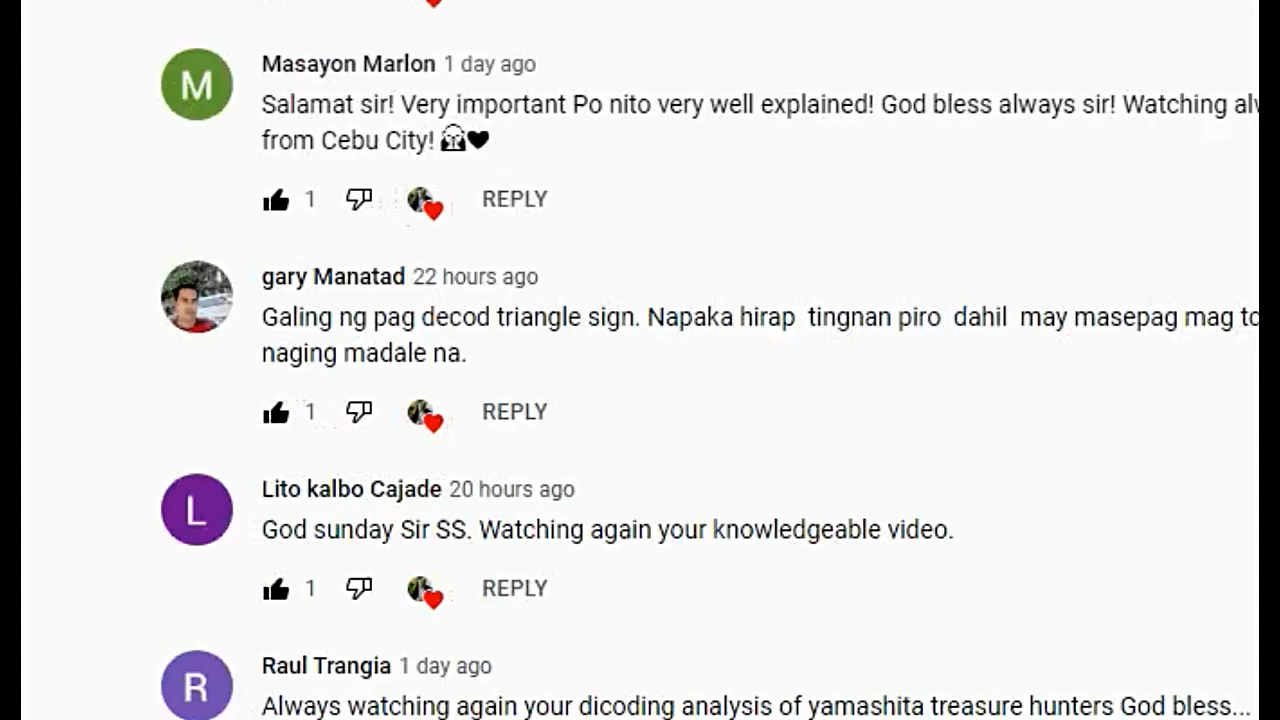 M
Masayon Marlon 1 day ago
Salamat sir! Very important Po nito very well explained! God bless always sir! Watching
from Cebu City!
1 REPLY
gary Manatad 22 hours ago
Galing ng pag decod triangle sign. Napaka hirap tingnan piro dahil may masepag mag
naging madale na.
1 REPLY
L
Lito kalbo Cajade 20 hours ago
God sunday Sir SS. Watching again your knowledgeable video.
1 REPLY
R
Raul Trangia 1 day ago
Always watching again your dicoding analysis of yamashita treasure hunters God bless...